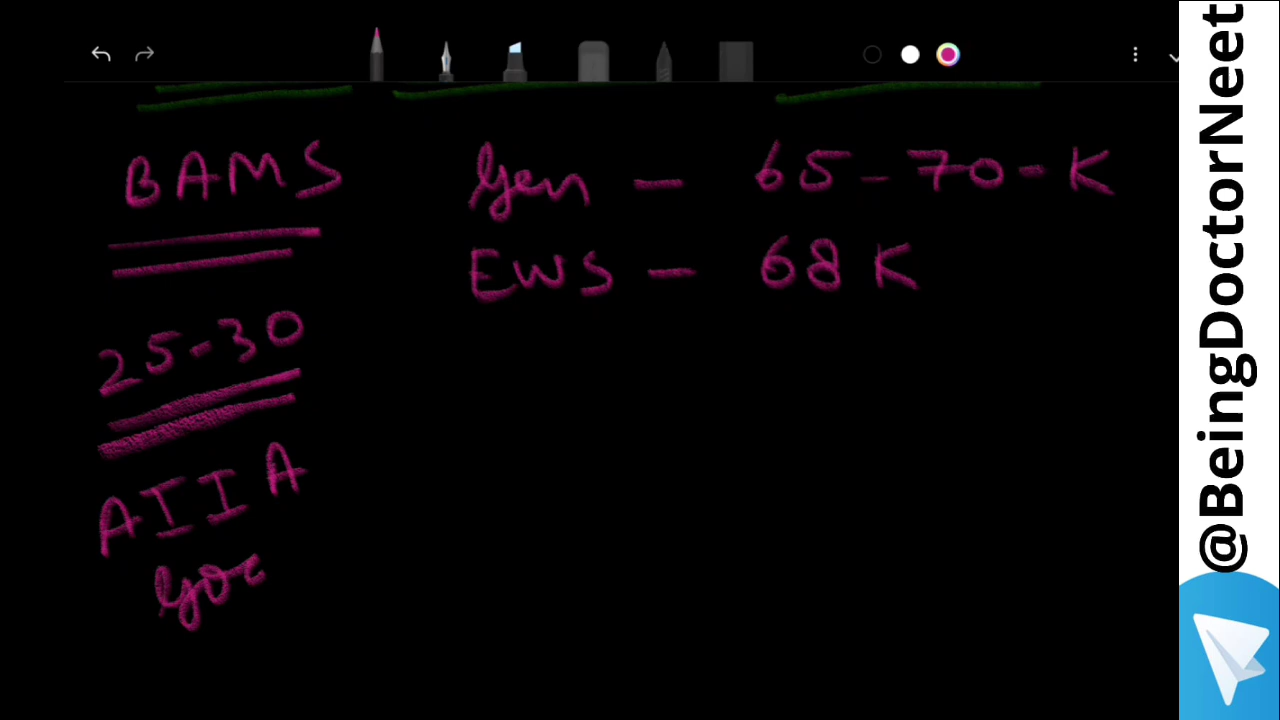 BAMS Gen - 65-70-K
EWS - 68 K
25-30
AIIA
@BeingDoctorNeet